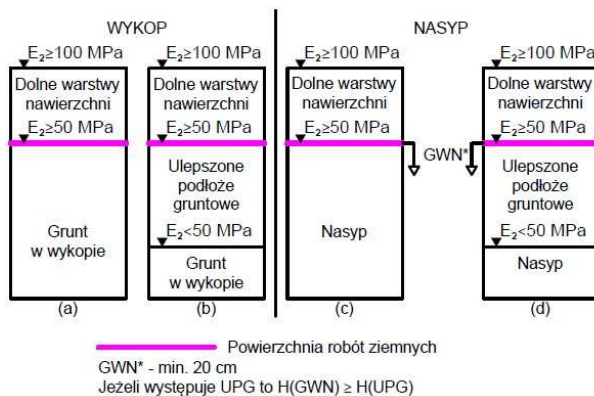 WYKOP
NASYP
E₂≥100 MPa
Dolne warstwy
nawierzchni
E₂≥50 MPa
Grunt
w wykopie
(a)
E₂≥100 MPa
Dolne warstwy
nawierzchni
E₂≥50 MPa
Ulepszone
podłoże
gruntowe
E₂<50 MPa
Grunt
w wykopie
(b)
E₂≥100 MPa
Dolne warstwy
nawierzchni
E₂≥50 MPa
Nasyp
(c)
GWN*
E₂≥100 MPa
Dolne warstwy
nawierzchni
E₂≥50 MPa
Ulepszone
podłoże
gruntowe
E₂<50 MPa
Nasyp
(d)
Powierzchnia robót ziemnych
GWN* - min. 20 cm
Jeżeli występuje UPG to H(GWN) ≥ H(UPG)